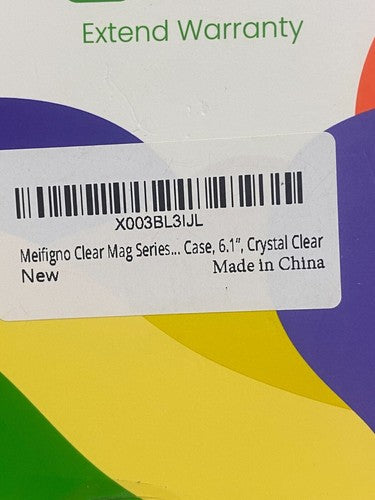 Extend Warranty
X003BL3IJL
Meifigno Clear Mag Series... Case, 6.1", Crystal Clear
New
Made in China